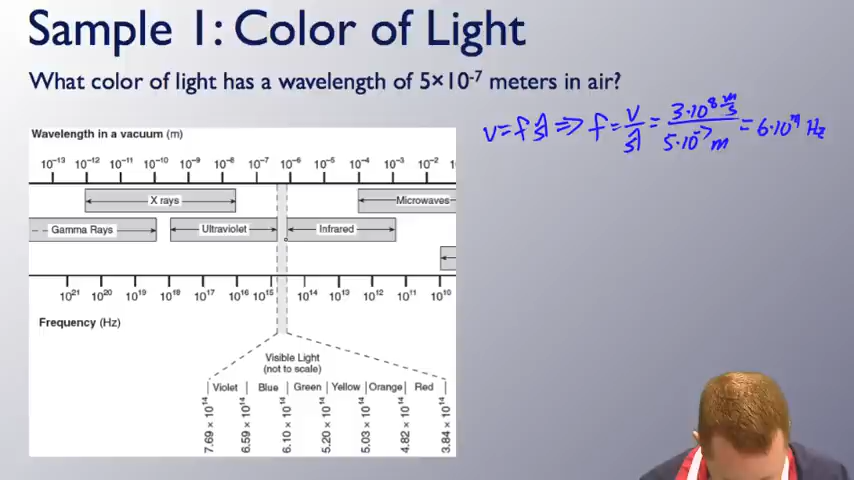 Sample 1: Color of Light
What color of light has a wavelength of 5×10⁻⁷ meters in air?
v=fλ ⇒ f = v/λ = 3·10⁸ m/s / 5·10⁻⁷ m = 6·10¹⁴ Hz
Wavelength in a vacuum (m)
10⁻¹³ 10⁻¹² 10⁻¹¹ 10⁻¹⁰ 10⁻⁹ 10⁻⁸ 10⁻⁷ 10⁻⁶ 10⁻⁵ 10⁻⁴ 10⁻³ 10⁻²
X rays Microwaves
Gamma Rays Ultraviolet Infrared
10²¹ 10²⁰ 10¹⁹ 10¹⁸ 10¹⁷ 10¹⁶ 10¹⁵ 10¹⁴ 10¹³ 10¹² 10¹¹ 10¹⁰
Frequency (Hz)
Visible Light
(not to scale)
Violet Blue Green Yellow Orange Red
7.69 × 10¹⁴ 6.59 × 10¹⁴ 6.10 × 10¹⁴ 5.20 × 10¹⁴ 5.03 × 10¹⁴ 4.82 × 10¹⁴ 3.84 × 10¹⁴